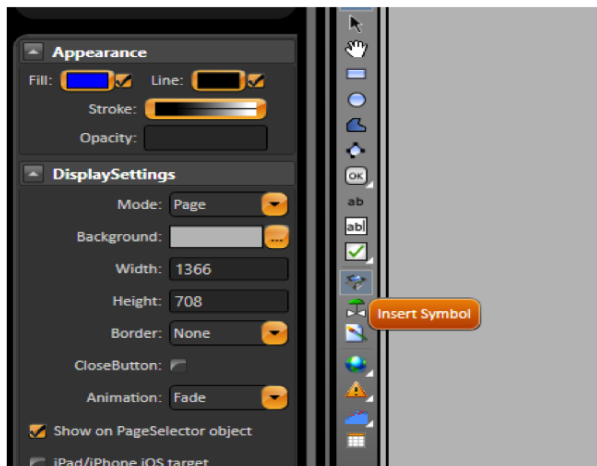 Appearance
Fill: Line:
Stroke:
Opacity:
DisplaySettings
Mode: Page
Background: ...
Width: 1366
Height: 708
Border: None
CloseButton:
Animation: Fade
Show on PageSelector object
iPad/iPhone iOS target
OK
ab
abl
Insert Symbol